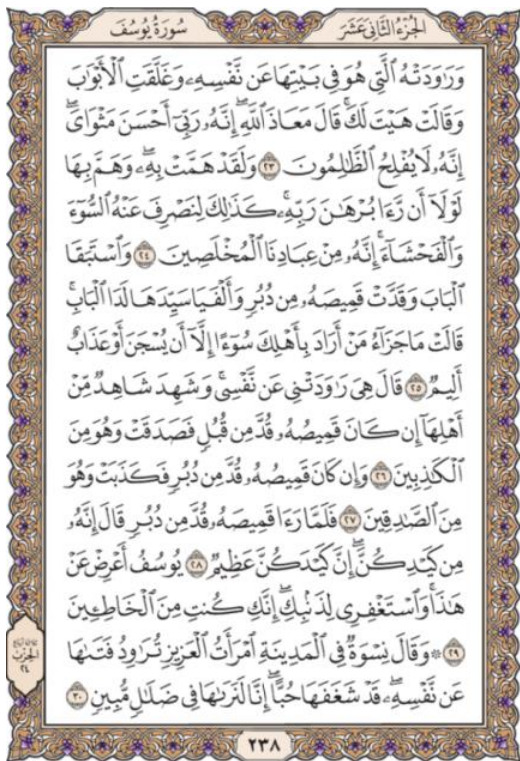 الجُزْءُ الثَّانِي عَشَرَ
سُورَةُ يُوسُفَ
وَرَٰوَدَتْهُ ٱلَّتِي هُوَ فِي بَيْتِهَا عَن نَّفْسِهِۦ وَغَلَّقَتِ ٱلْأَبْوَٰبَ
وَقَالَتْ هَيْتَ لَكَۚ قَالَ مَعَاذَ ٱللَّهِۖ إِنَّهُۥ رَبِّيٓ أَحْسَنَ مَثْوَايَۖ
إِنَّهُۥ لَا يُفْلِحُ ٱلظَّٰلِمُونَ ٢٣ وَلَقَدْ هَمَّتْ بِهِۦۖ وَهَمَّ بِهَا
لَوْلَآ أَن رَّءَا بُرْهَٰنَ رَبِّهِۦۚ كَذَٰلِكَ لِنَصْرِفَ عَنْهُ ٱلسُّوٓءَ
وَٱلْفَحْشَآءَۚ إِنَّهُۥ مِنْ عِبَادِنَا ٱلْمُخْلَصِينَ ٢٤ وَٱسْتَبَقَا
ٱلْبَابَ وَقَدَّتْ قَمِيصَهُۥ مِن دُبُرٍ وَأَلْفَيَا سَيِّدَهَا لَدَا ٱلْبَابِۚ
قَالَتْ مَا جَزَآءُ مَنْ أَرَادَ بِأَهْلِكَ سُوٓءًا إِلَّآ أَن يُسْجَنَ أَوْ عَذَابٌ
أَلِيمٌ ٢٥ قَالَ هِيَ رَٰوَدَتْنِي عَن نَّفْسِيۚ وَشَهِدَ شَاهِدٌ مِّنْ
أَهْلِهَآ إِن كَانَ قَمِيصُهُۥ قُدَّ مِن قُبُلٍ فَصَدَقَتْ وَهُوَ مِنَ
ٱلْكَٰذِبِينَ ٢٦ وَإِن كَانَ قَمِيصُهُۥ قُدَّ مِن دُبُرٍ فَكَذَبَتْ وَهُوَ
مِنَ ٱلصَّٰدِقِينَ ٢٧ فَلَمَّا رَءَا قَمِيصَهُۥ قُدَّ مِن دُبُرٍ قَالَ إِنَّهُۥ
مِن كَيْدِكُنَّۖ إِنَّ كَيْدَكُنَّ عَظِيمٌ ٢٨ يُوسُفُ أَعْرِضْ عَنْ
هَٰذَاۚ وَٱسْتَغْفِرِي لِذَنۢبِكِۖ إِنَّكِ كُنتِ مِنَ ٱلْخَاطِـِٔينَ
٢٩ ۞ وَقَالَ نِسْوَةٌ فِي ٱلْمَدِينَةِ ٱمْرَأَتُ ٱلْعَزِيزِ تُرَٰوِدُ فَتَىٰهَا
عَن نَّفْسِهِۦۖ قَدْ شَغَفَهَا حُبًّاۖ إِنَّا لَنَرَىٰهَا فِي ضَلَٰلٍ مُّبِينٍ ٣٠
الحِزْب
٢٤
٢٣٨